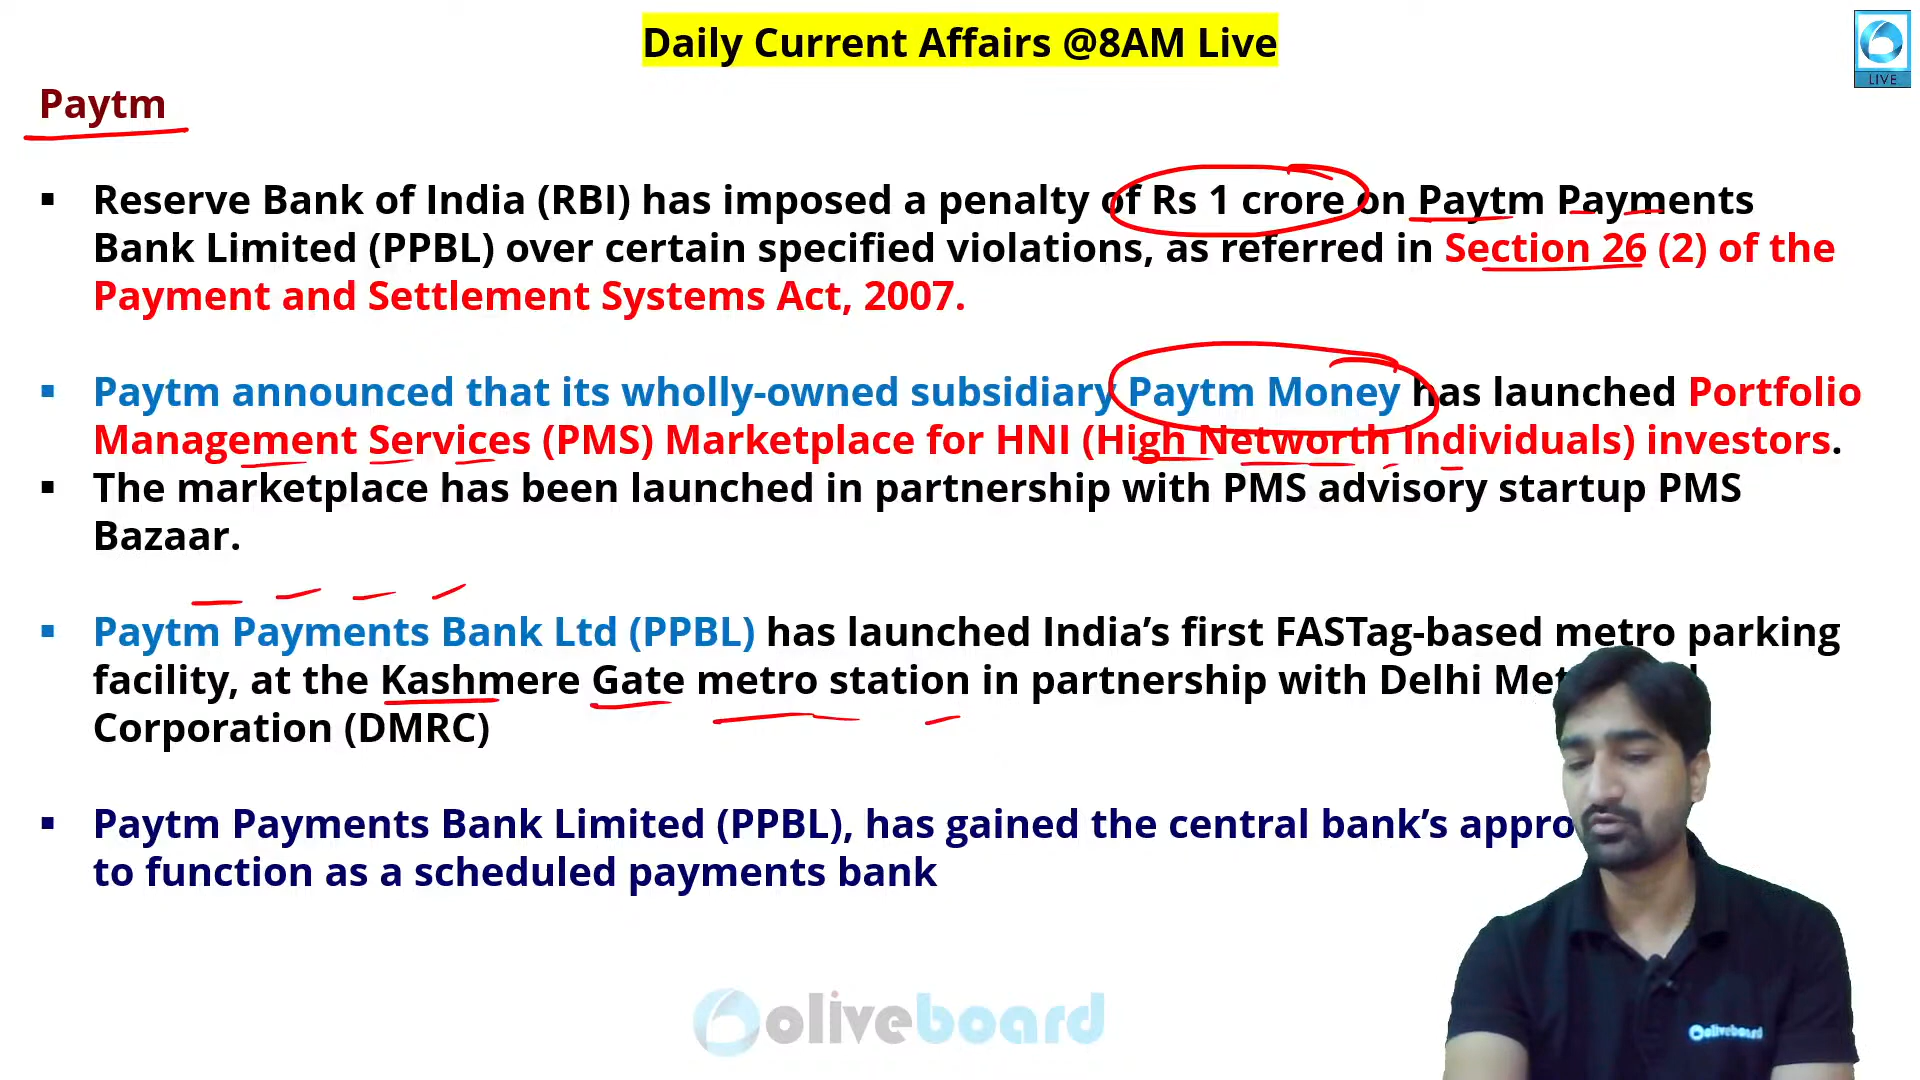 Daily Current Affairs @8AM Live
LIVE
Paytm
▪ Reserve Bank of India (RBI) has imposed a penalty of Rs 1 crore on Paytm Payments
Bank Limited (PPBL) over certain specified violations, as referred in Section 26 (2) of the
Payment and Settlement Systems Act, 2007.
▪ Paytm announced that its wholly-owned subsidiary Paytm Money has launched Portfolio
Management Services (PMS) Marketplace for HNI (High Networth Individuals) investors.
▪ The marketplace has been launched in partnership with PMS advisory startup PMS
Bazaar.
▪ Paytm Payments Bank Ltd (PPBL) has launched India’s first FASTag-based metro parking
facility, at the Kashmere Gate metro station in partnership with Delhi
Corporation (DMRC)
▪ Paytm Payments Bank Limited (PPBL), has gained the central bank’s
to function as a scheduled payments bank
oliveboard
oliveboard